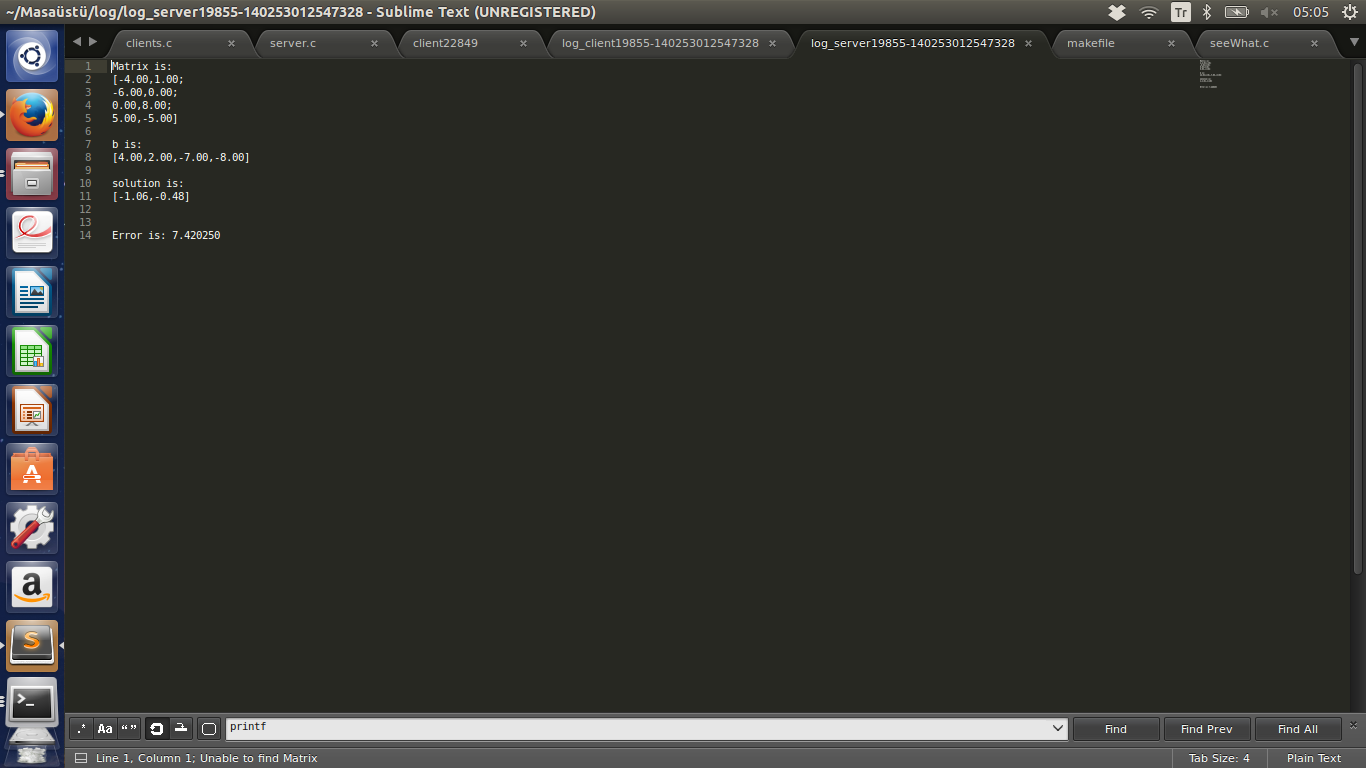 ~/Masaüstü/log/log_server19855-140253012547328 - Sublime Text (UNREGISTERED)
Tr
05:05
clients.c
server.c
client22849
log_client19855-140253012547328
log_server19855-140253012547328
makefile
seeWhat.c
1 Matrix is:
2 [-4.00,1.00;
3 -6.00,0.00;
4 0.00,8.00;
5 5.00,-5.00]
6
7 b is:
8 [4.00,2.00,-7.00,-8.00]
9
10 solution is:
11 [-1.06,-0.48]
12
13
14 Error is: 7.420250
.* Aa “ ”
printf
Find
Find Prev
Find All
Line 1, Column 1; Unable to find Matrix
Tab Size: 4
Plain Text